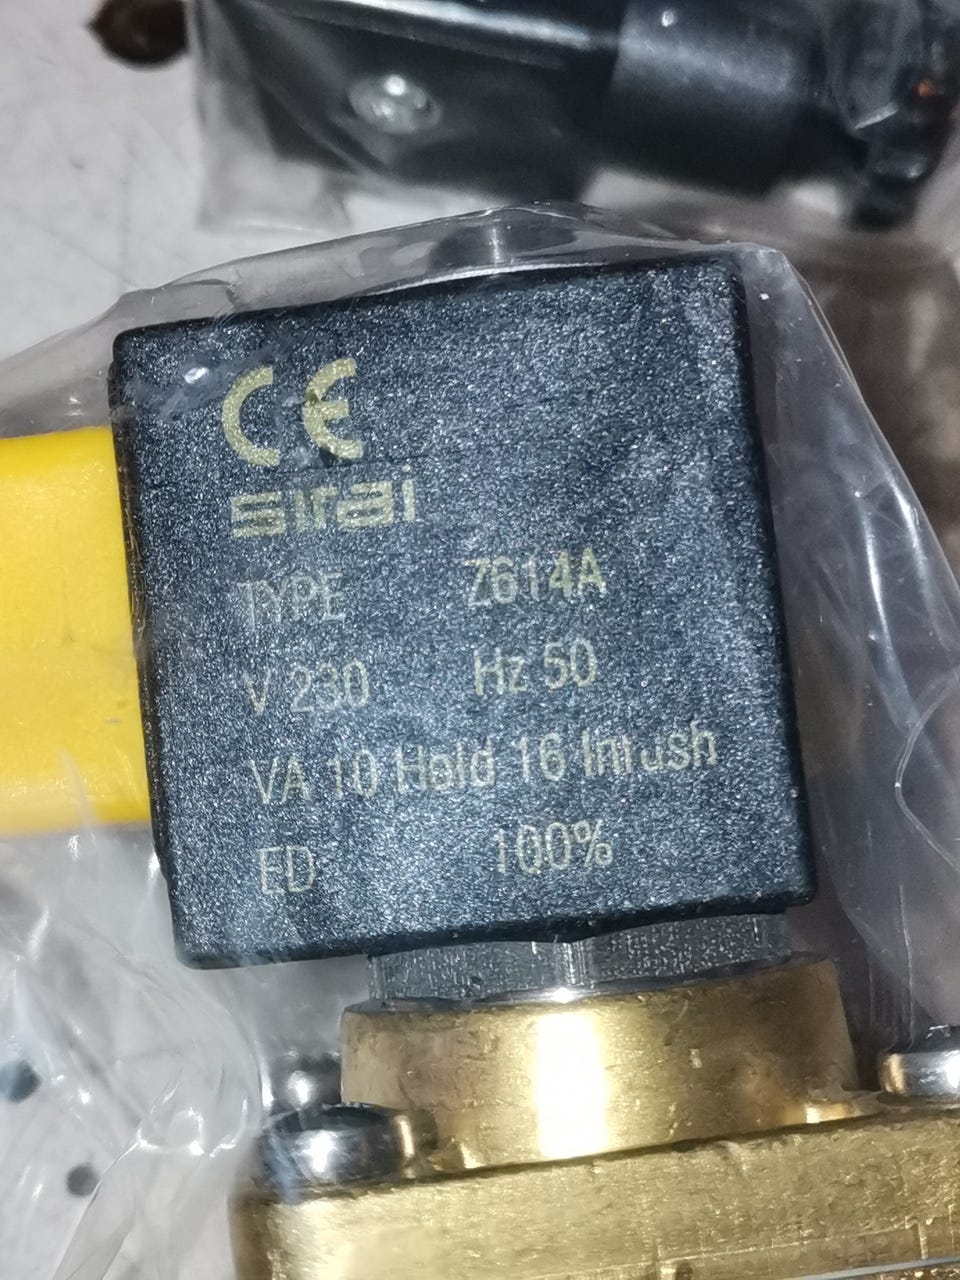 CE
sirai
TYPE Z614A
V 230 Hz 50
VA 10 Hold 16 Inrush
ED 100%